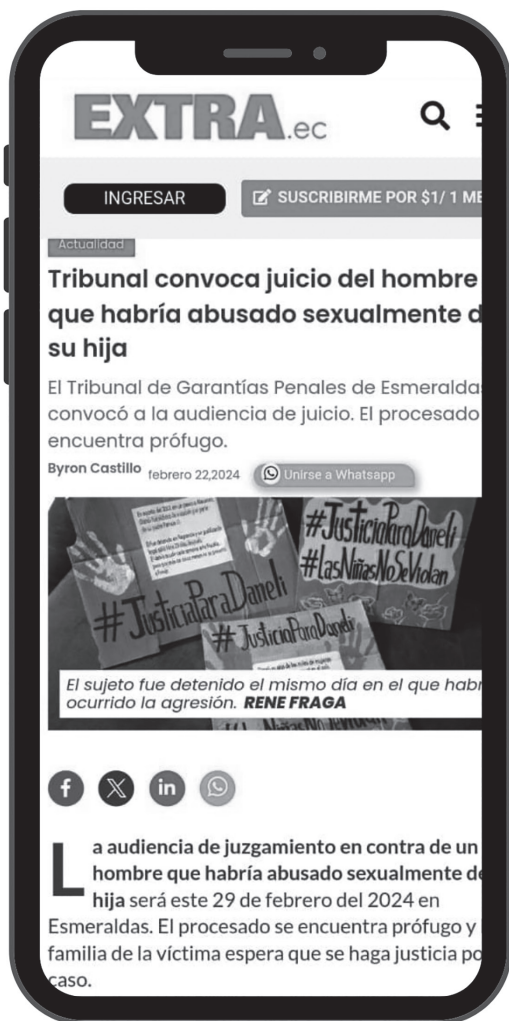 EXTRA.ec
INGRESAR
SUSCRIBIRME POR $1/ 1 ME
Actualidad
Tribunal convoca juicio del hombre
que habría abusado sexualmente d
su hija
El Tribunal de Garantías Penales de Esmeraldas
convocó a la audiencia de juicio. El procesado
encuentra prófugo.
Byron Castillo febrero 22,2024 Unirse a Whatsapp
#JusticiaParaDaneli
#LasNiñasNoSeViolan
#JusticiaParaDaneli
#JusticiaParaDaneli
El sujeto fue detenido el mismo día en el que habr
ocurrido la agresión. RENE FRAGA
La audiencia de juzgamiento en contra de un
hombre que habría abusado sexualmente de
hija será este 29 de febrero del 2024 en
Esmeraldas. El procesado se encuentra prófugo y
familia de la víctima espera que se haga justicia po
caso.